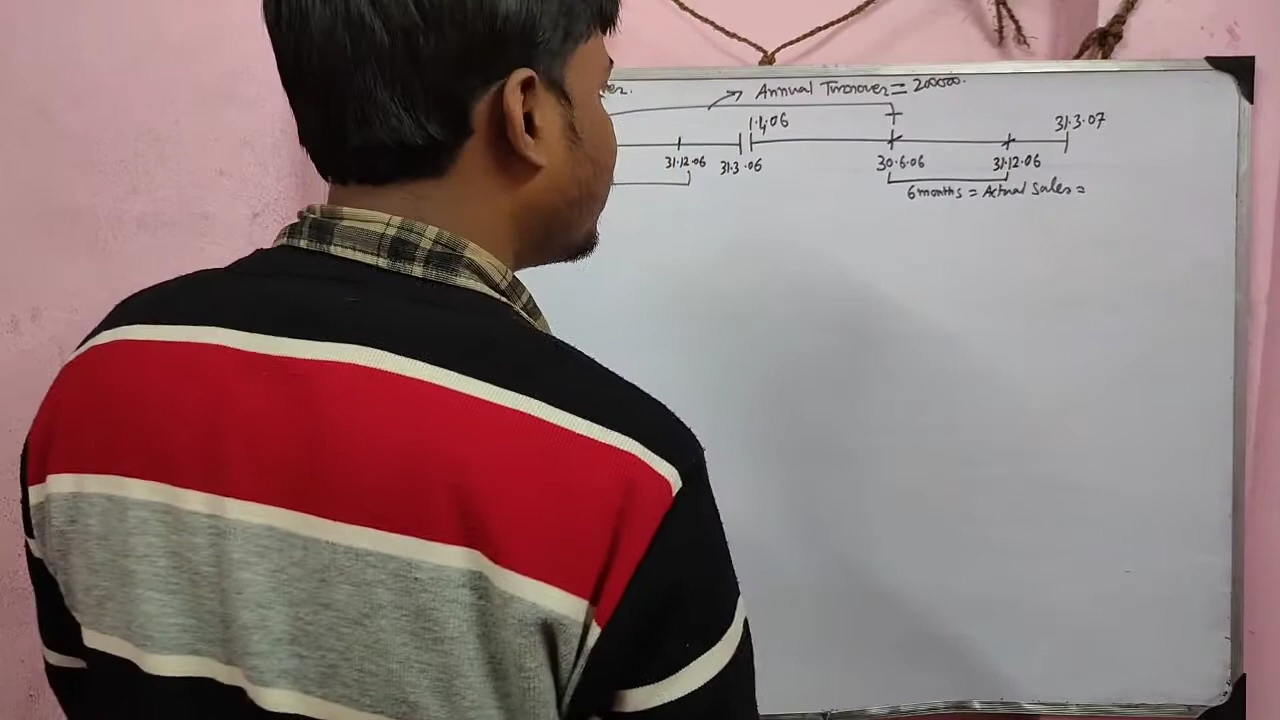 Annual Turnover = 200000.
1.4.06 31.3.07
31.12.06 31.3.06 30.6.06 31.12.06
6 months = Actual Sales =